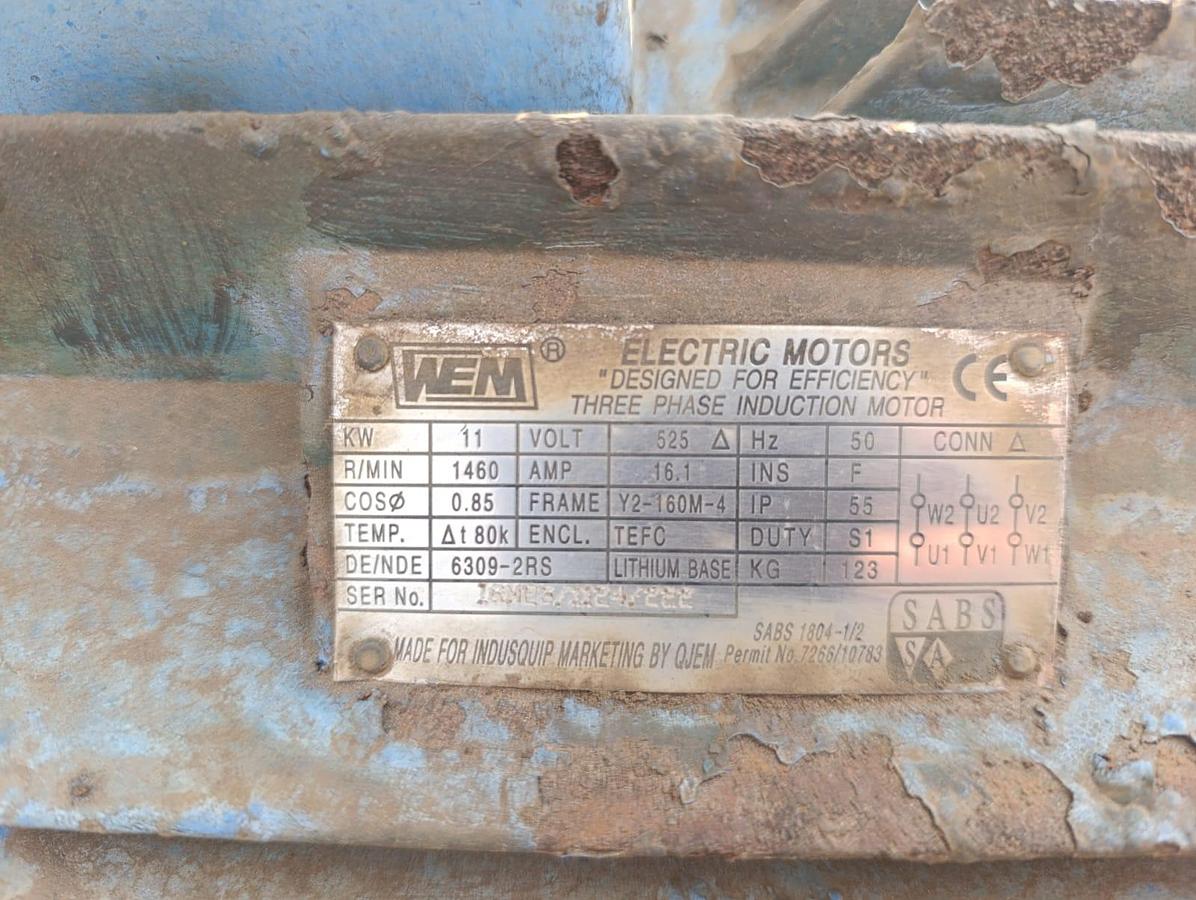 WEM ® ELECTRIC MOTORS
"DESIGNED FOR EFFICIENCY" CE
THREE PHASE INDUCTION MOTOR
KW 11 VOLT 525 Δ Hz 50 CONN Δ
R/MIN 1460 AMP 16.1 INS F
COSØ 0.85 FRAME Y2-160M-4 IP 55
W2 U2 V2
TEMP. Δt 80k ENCL. TEFC DUTY S1
U1 V1 W1
DE/NDE 6309-2RS LITHIUM BASE KG 123
SER No.
SABS
SABS 1804-1/2
MADE FOR INDUSQUIP MARKETING BY QJEM Permit No.7266/10783
SA